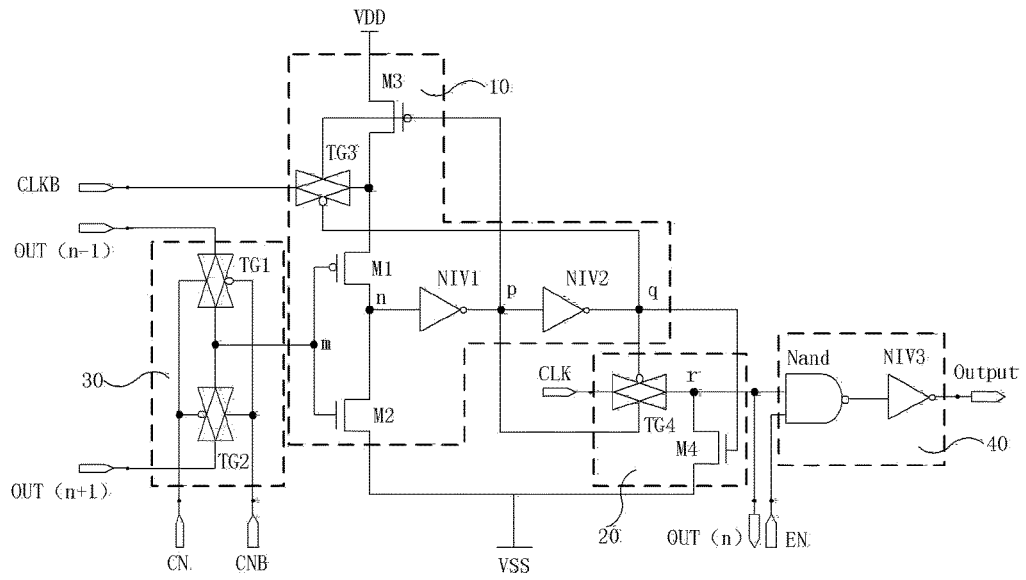 VDD
M3
10
TG3
CLKB
OUT (n-1)
TG1
M1
NIV1
NIV2
n
p
q
m
30
CLK
r
Nand
NIV3
Output
M2
TG4
M4
40
TG2
OUT (n+1)
20
OUT (n)
EN
CN
CNB
VSS